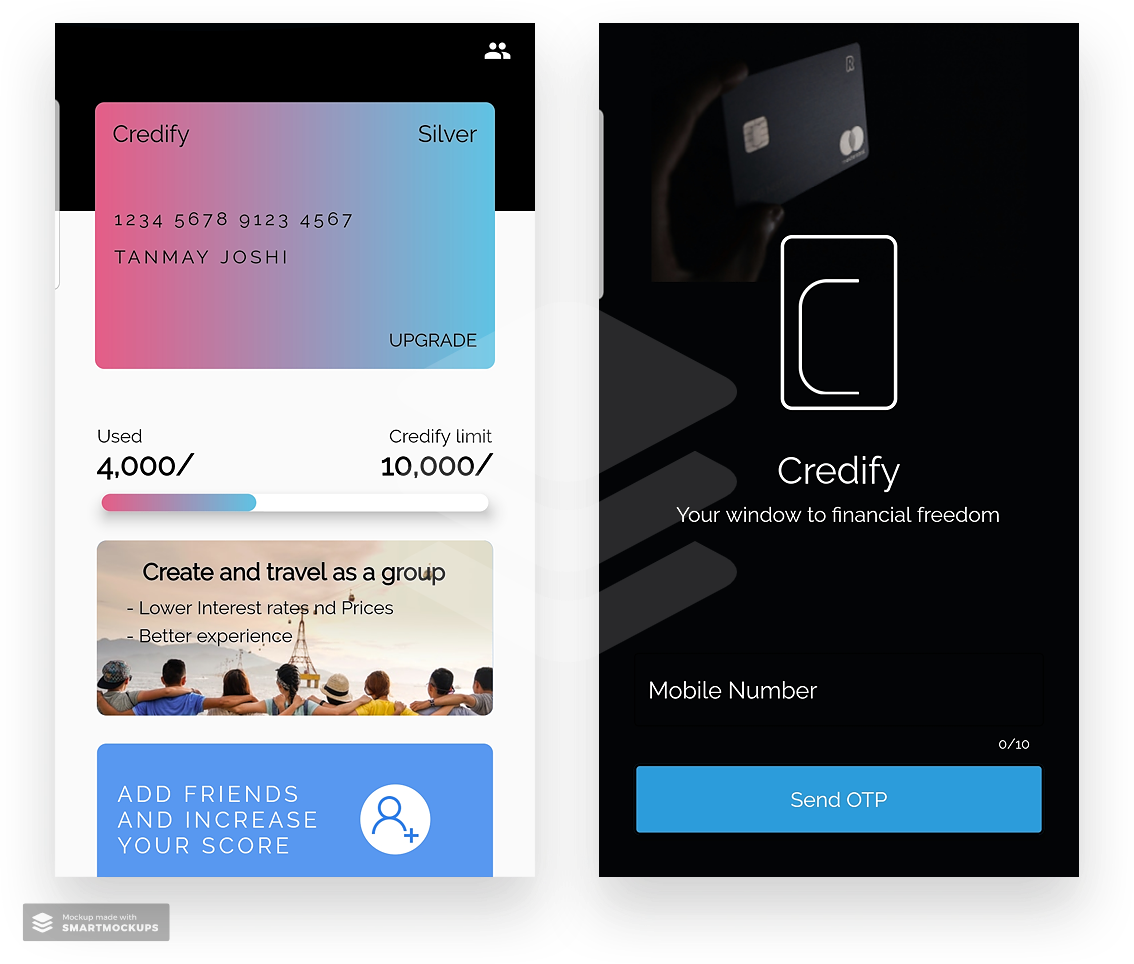 Credify
Silver
1234 5678 9123 4567
TANMAY JOSHI
UPGRADE
Used
Credify limit
4,000/
10,000/
Create and travel as a group
- Lower Interest rates nd Prices
- Better experience
ADD FRIENDS
AND INCREASE
YOUR SCORE
R
C
Credify
Your window to financial freedom
Mobile Number
0/10
Send OTP
Mockup made with
SMARTMOCKUPS